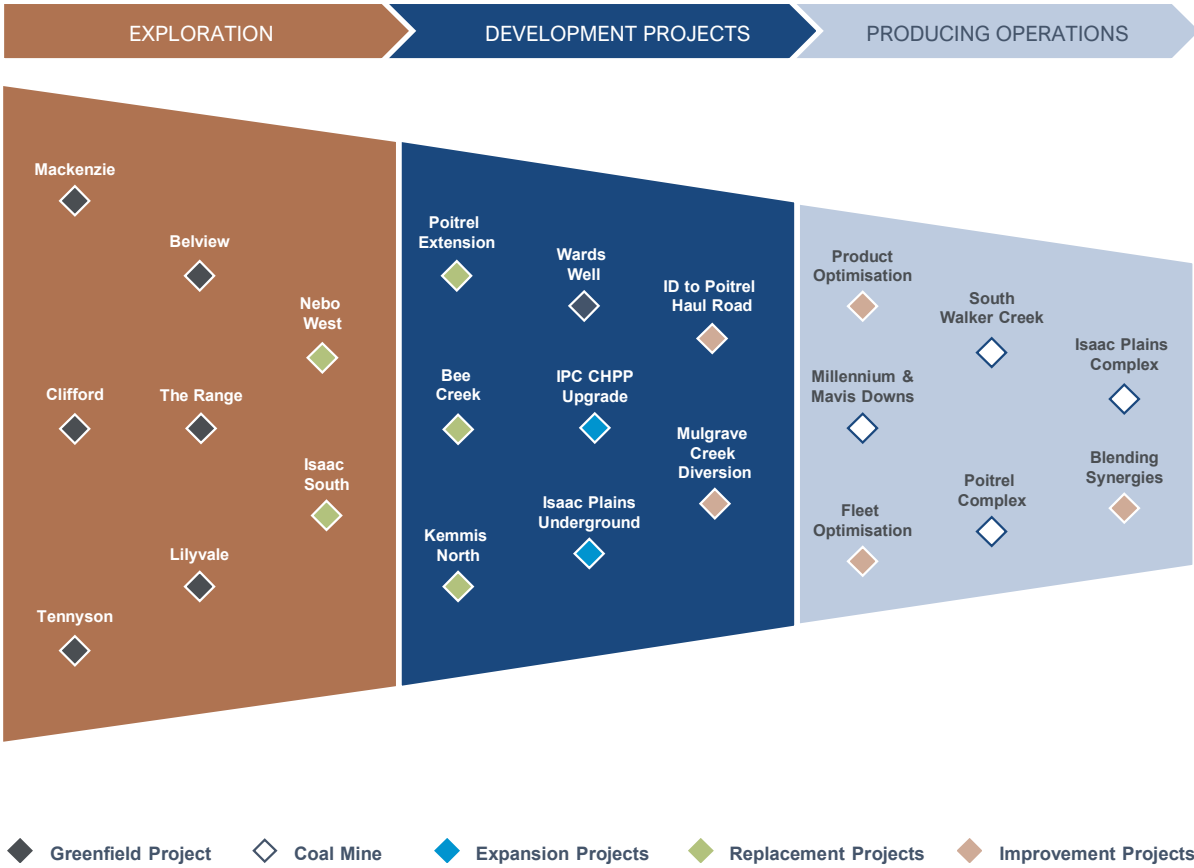 EXPLORATION
DEVELOPMENT PROJECTS
PRODUCING OPERATIONS
Mackenzie
Belview
Nebo
West
Clifford
The Range
Isaac
South
Lilyvale
Tennyson
Poitrel
Extension
Wards
Well
ID to Poitrel
Haul Road
Bee
Creek
IPC CHPP
Upgrade
Mulgrave
Creek
Diversion
Isaac Plains
Underground
Kemmis
North
Product
Optimisation
South
Walker Creek
Isaac Plains
Complex
Millennium &
Mavis Downs
Blending
Synergies
Poitrel
Complex
Fleet
Optimisation
Greenfield Project
Coal Mine
Expansion Projects
Replacement Projects
Improvement Projects